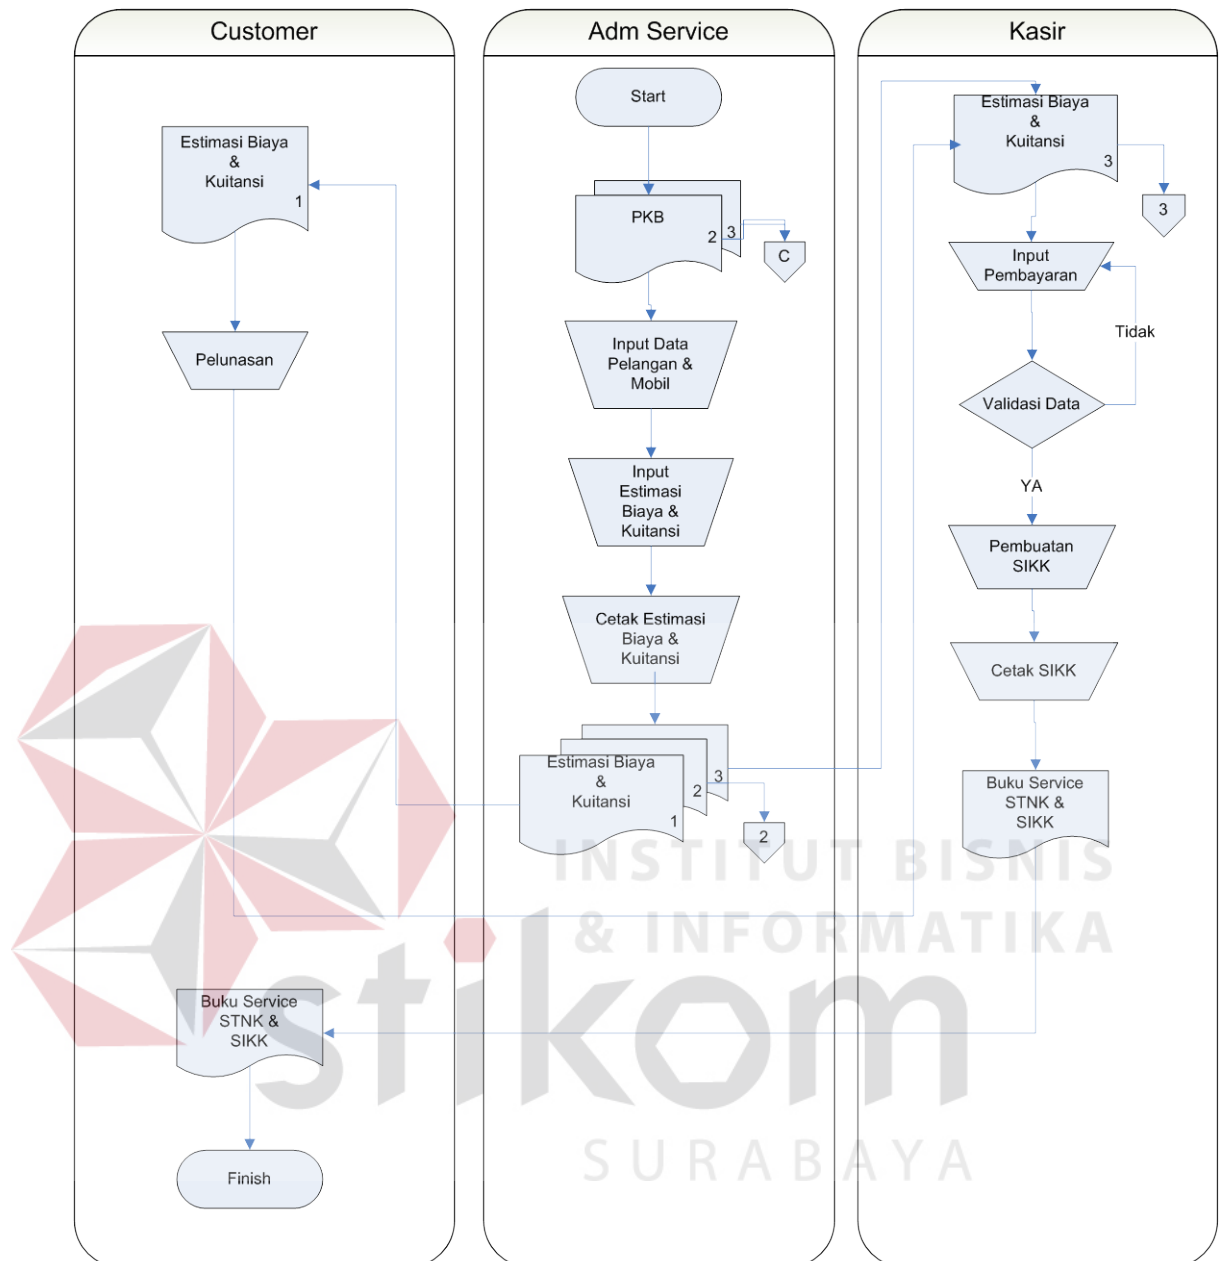 Customer
Adm Service
Kasir
Estimasi Biaya
&
Kuitansi
1
Pelunasan
Buku Service
STNK &
SIKK
Finish
Start
PKB
2
3
C
Input Data
Pelangan &
Mobil
Input
Estimasi
Biaya &
Kuitansi
Cetak Estimasi
Biaya &
Kuitansi
Estimasi Biaya
&
Kuitansi
1
2
3
2
Estimasi Biaya
&
Kuitansi
3
3
Input
Pembayaran
Tidak
Validasi Data
YA
Pembuatan
SIKK
Cetak SIKK
Buku Service
STNK &
SIKK
INSTITUT BISNIS
& INFORMATIKA
stikom
SURABAYA